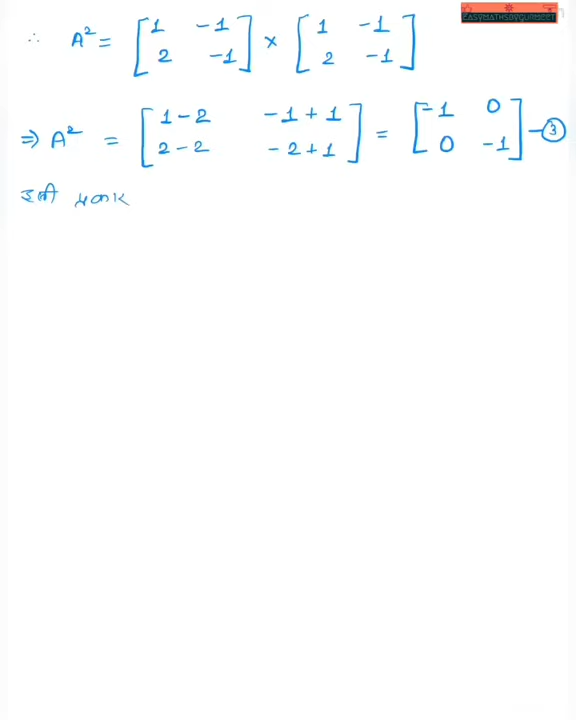 EASYMATHSBYGURMEET
∴ A² = [1 -1
2 -1] × [1 -1
2 -1]
⇒ A² = [1-2 -1+1
2-2 -2+1] = [-1 0
0 -1] —③
इसी प्रकार